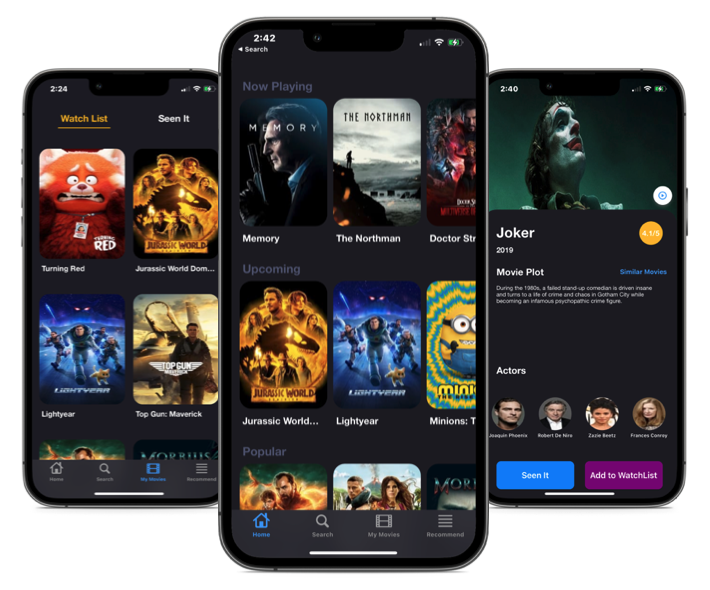 2:24
Watch List
Seen It
TURNING
RED
JURASSIC WORLD
Turning Red
Jurassic World Dom...
LIGHTYEAR
TOP GUN
Lightyear
Top Gun: Maverick
MORBIUS
Home
Search
My Movies
Recommend
2:42
◀ Search
Now Playing
MEMORY
THE NORTHMAN
DOCTOR STR
MULTIVERSE
Memory
The Northman
Doctor Str
Upcoming
JURASSIC WORLD
LIGHTYEAR
MINIONS
Jurassic World...
Lightyear
Minions: T
Popular
MORB
Home
Search
My Movies
Recommend
2:40
Joker
4.1/5
2019
Movie Plot
Similar Movies
During the 1980s, a failed stand-up comedian is driven insane
and turns to a life of crime and chaos in Gotham City while
becoming an infamous psychopathic crime figure.
Actors
Joaquin Phoenix
Robert De Niro
Zazie Beetz
Frances Conroy
Seen It
Add to WatchList